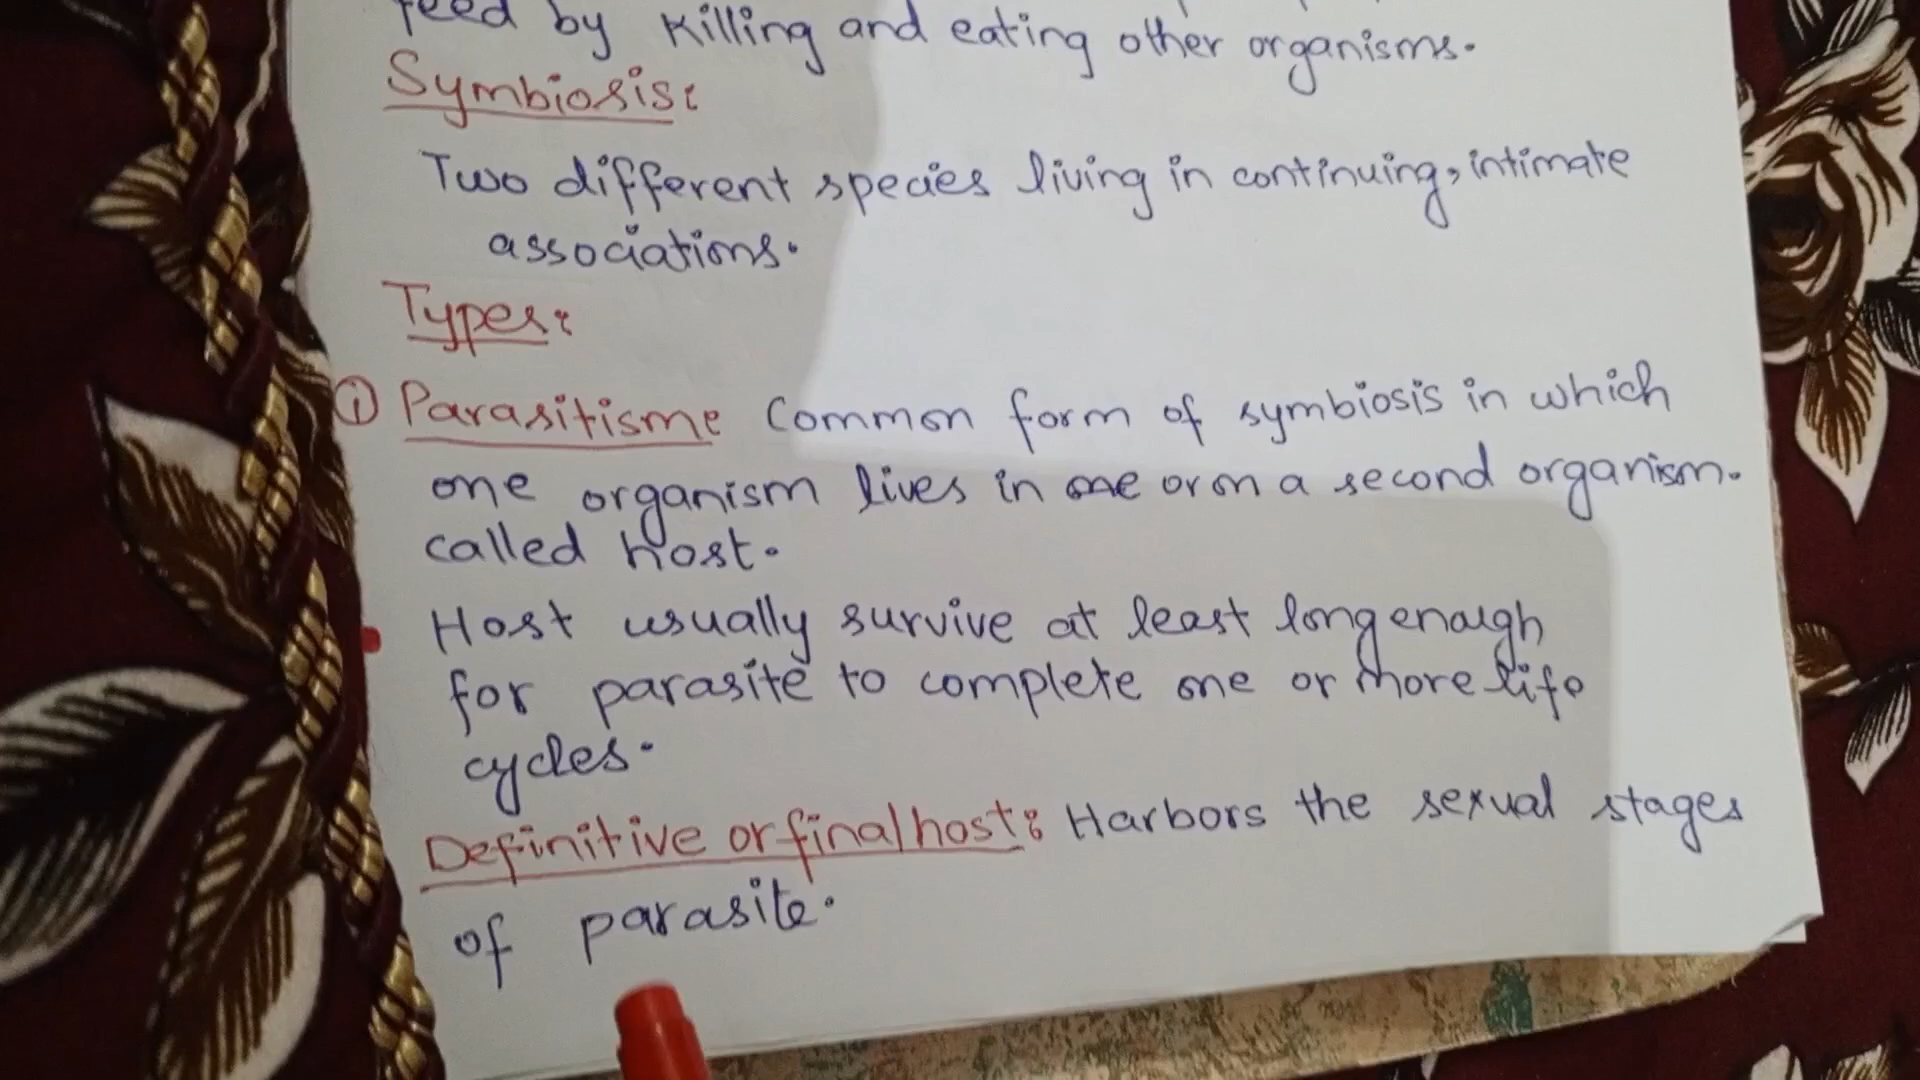 feed by killing and eating other organisms.
Symbiosis:
Two different species living in continuing, intimate
associations.
Types:
① Parasitism: Common form of symbiosis in which
one organism lives in one or on a second organism.
called host.
Host usually survive at least long enough
for parasite to complete one or more life
cycles.
Definitive or final host: Harbors the sexual stages
of parasite.